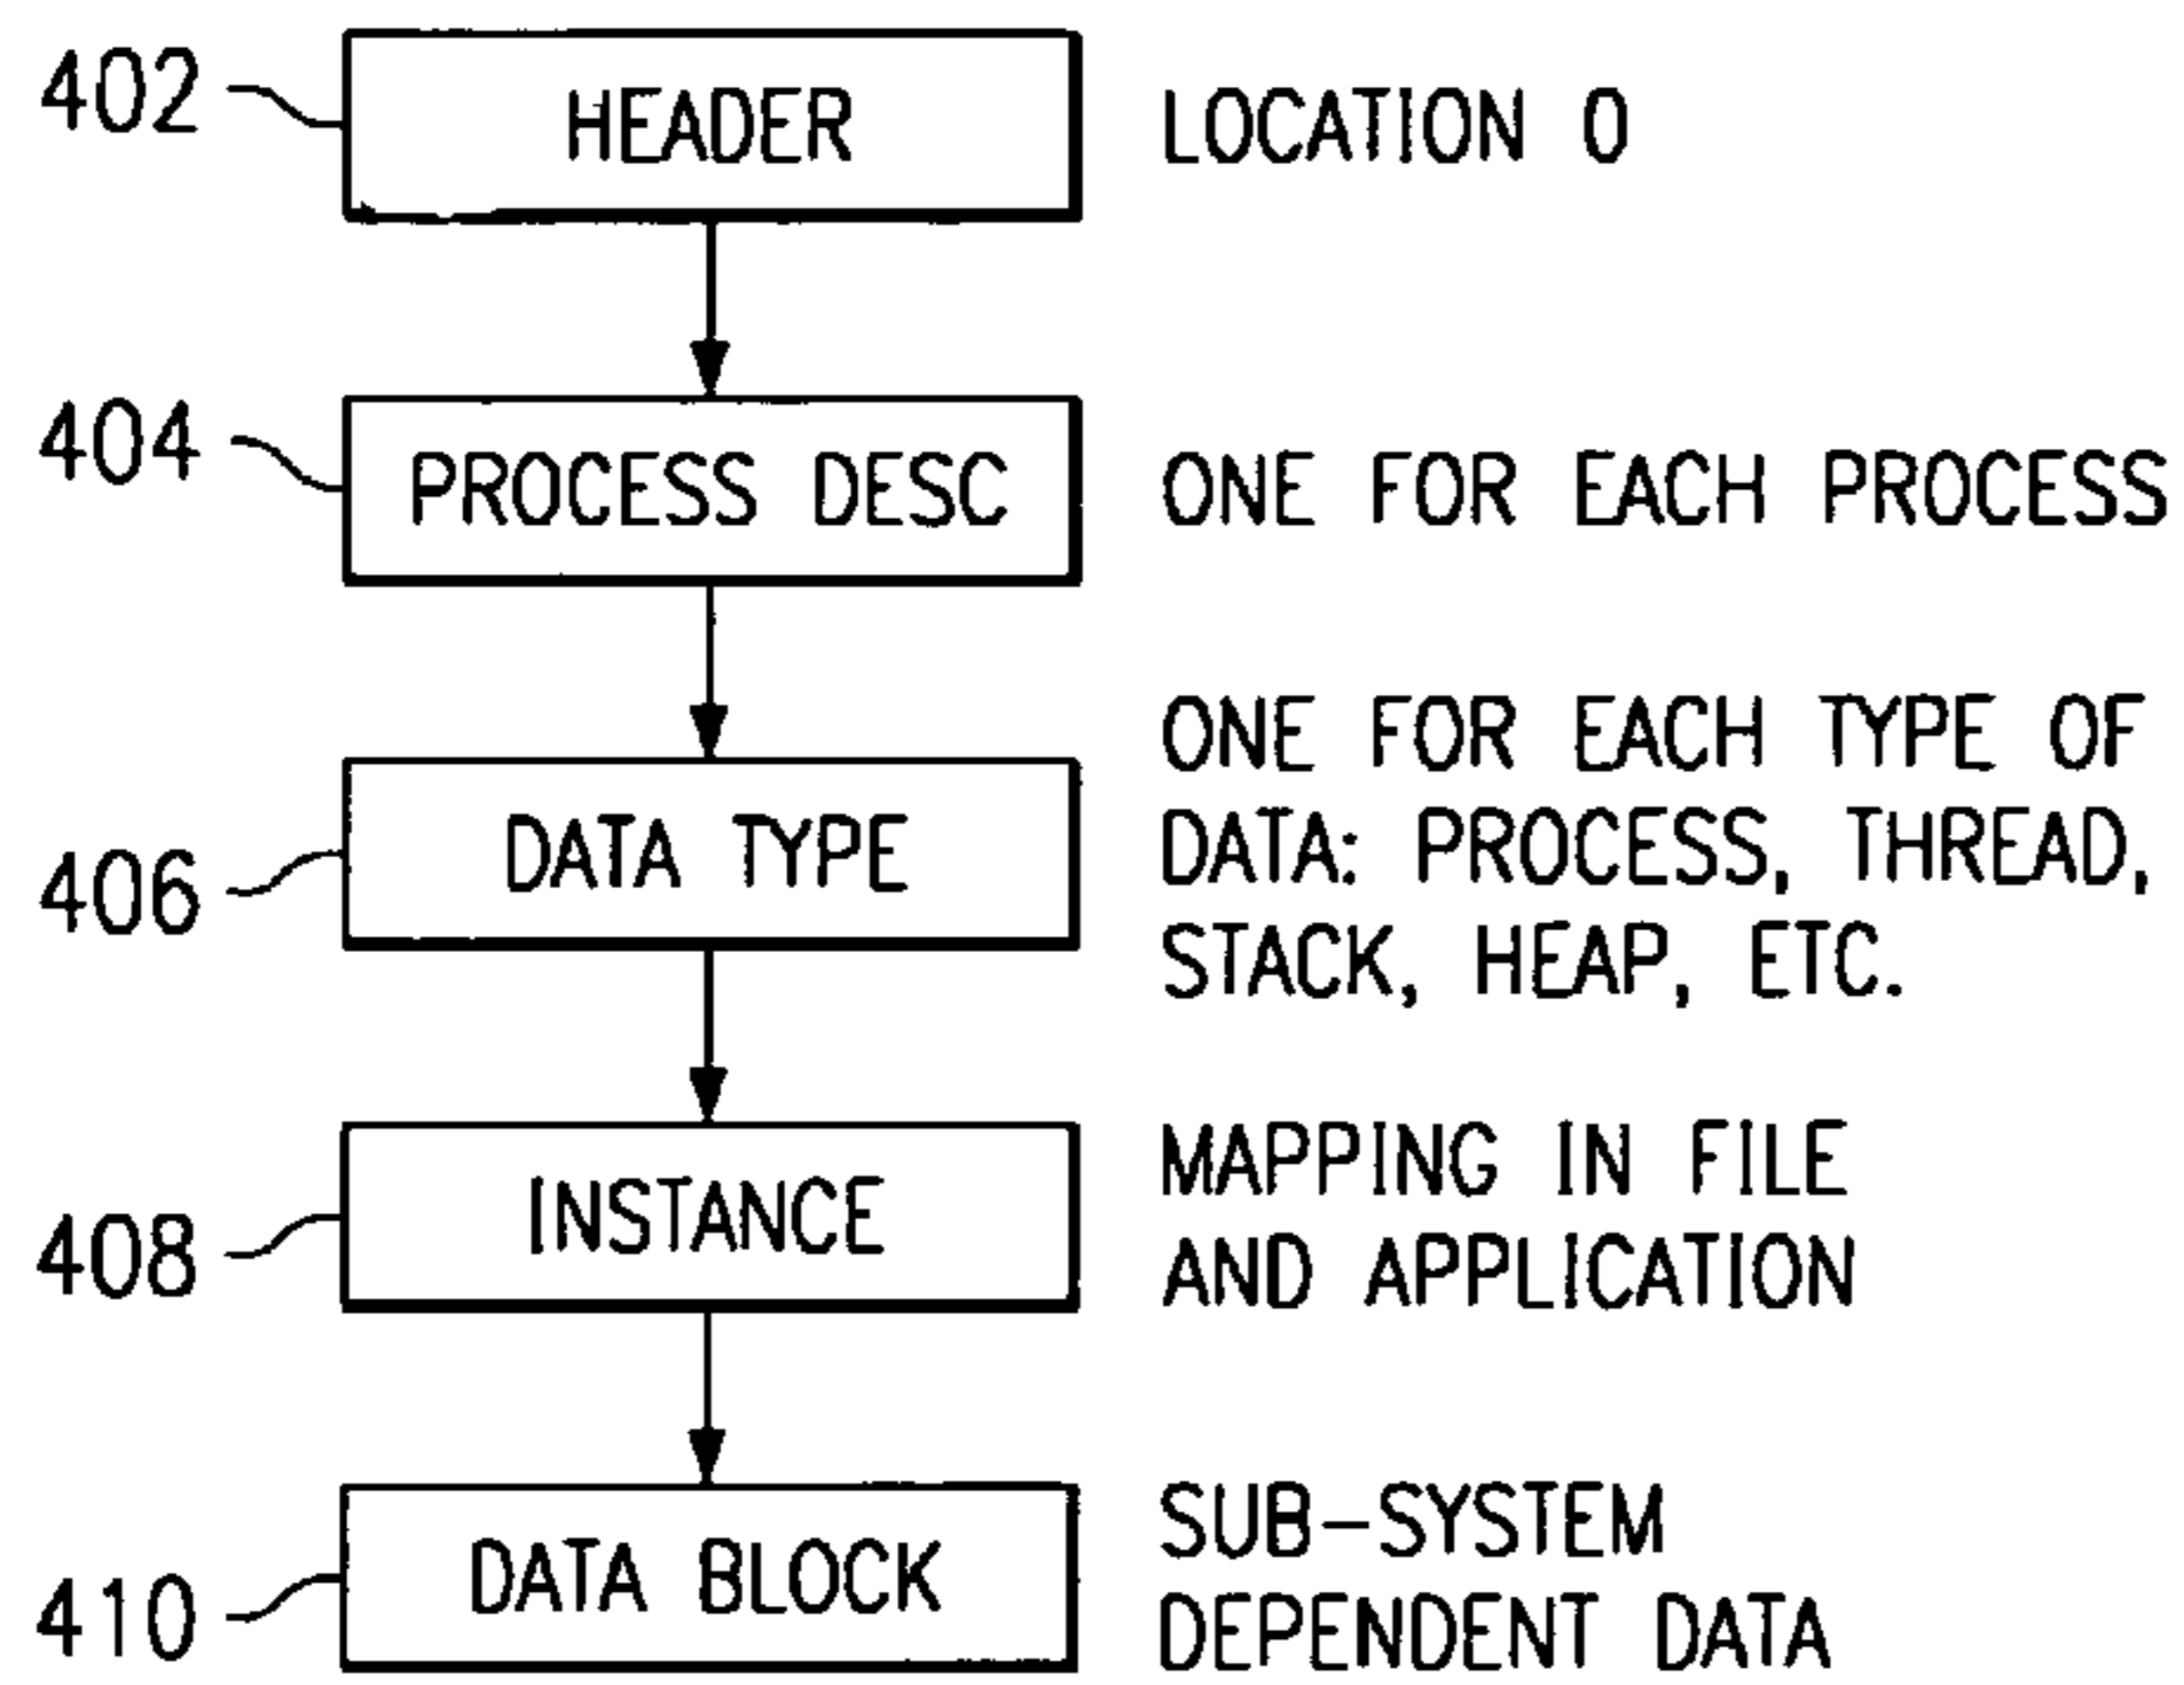 402
HEADER
LOCATION 0
404
PROCESS DESC
ONE FOR EACH PROCESS
406
DATA TYPE
ONE FOR EACH TYPE OF
DATA: PROCESS, THREAD,
STACK, HEAP, ETC.
408
INSTANCE
MAPPING IN FILE
AND APPLICATION
410
DATA BLOCK
SUB-SYSTEM
DEPENDENT DATA